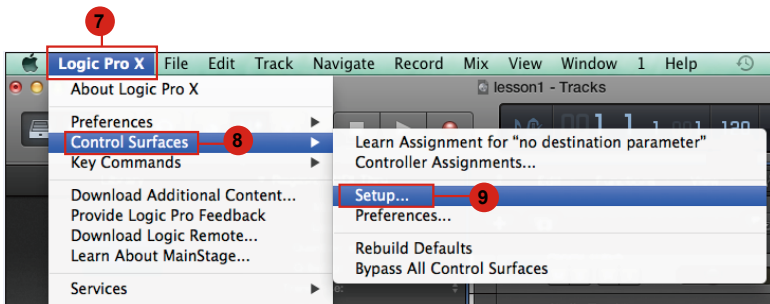 7
Logic Pro X File Edit Track Navigate Record Mix View Window 1 Help
About Logic Pro X
lesson1 - Tracks
Preferences
Control Surfaces 8
Key Commands
Learn Assignment for “no destination parameter”
Controller Assignments...
Setup... 9
Preferences...
Rebuild Defaults
Bypass All Control Surfaces
Download Additional Content...
Provide Logic Pro Feedback
Download Logic Remote...
Learn About MainStage...
Services